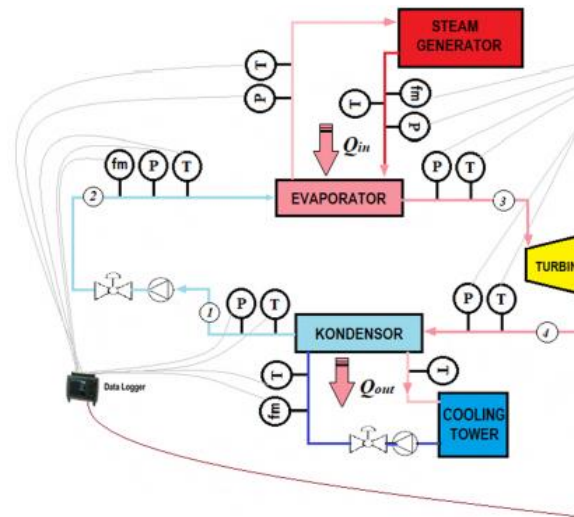 STEAM
GENERATOR
T
P
T
fm
P
Qin
fm
P
T
P
T
2
EVAPORATOR
3
TURBIN
P
T
1
P
T
KONDENSOR
4
T
fm
Qout
T
Data Logger
COOLING
TOWER